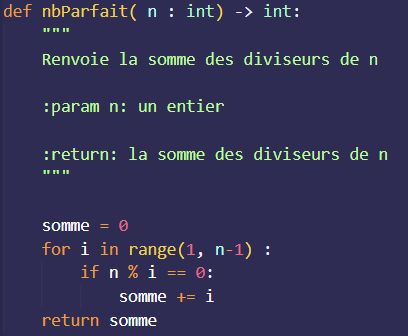 def nbParfait( n : int) -> int:
    """
    Renvoie la somme des diviseurs de n

    :param n: un entier

    :return: la somme des diviseurs de n
    """

    somme = 0
    for i in range(1, n-1) :
        if n % i == 0:
            somme += i
    return somme